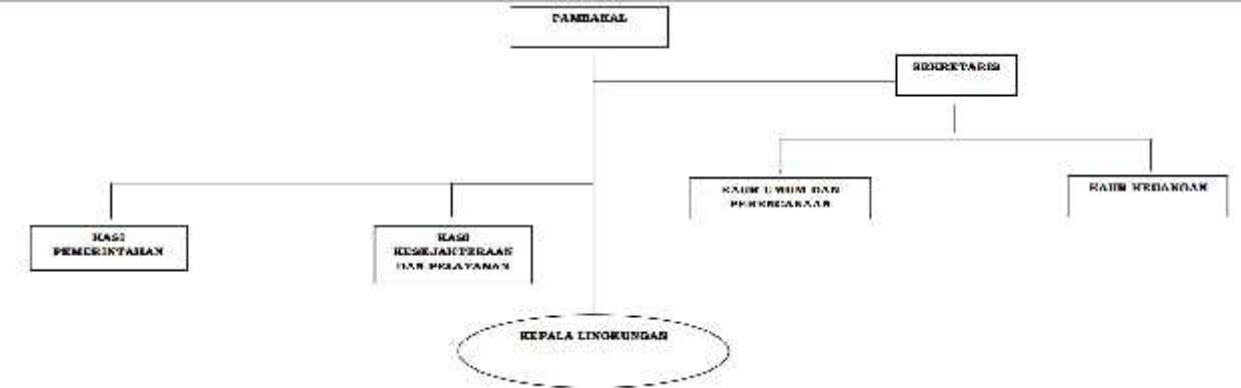 PAMBAKAL
SEKRETARIS
KAUR UMUM DAN
PERENCANAAN
KAUR KEUANGAN
KASI
PEMERINTAHAN
KASI
KESEJAHTERAAN
DAN PELAYANAN
KEPALA LINGKUNGAN